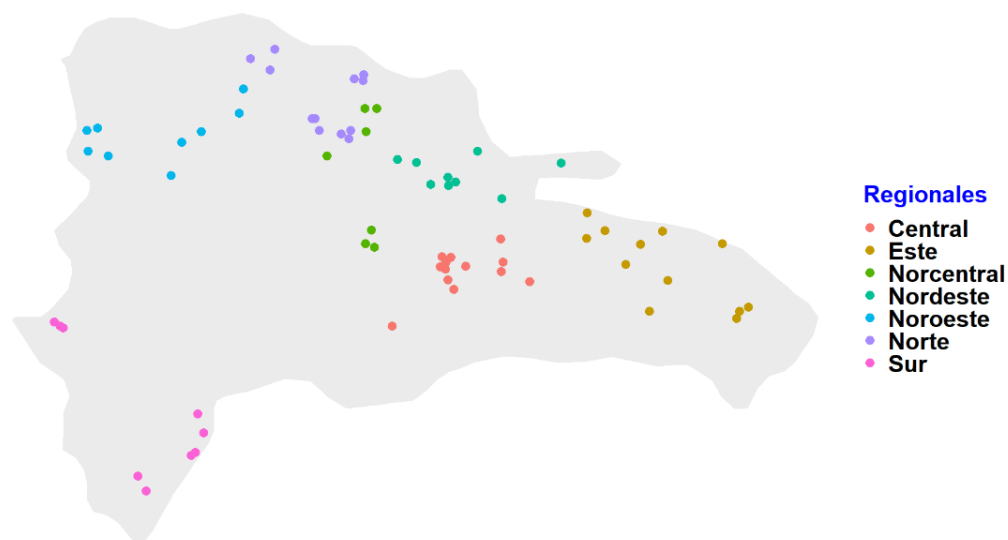 Regionales
Central
Este
Norcentral
Nordeste
Noroeste
Norte
Sur